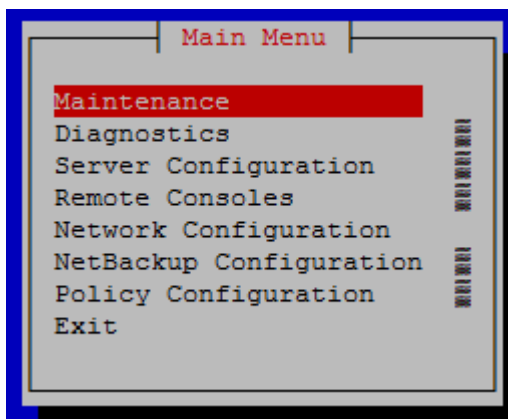 Main Menu
Maintenance
Diagnostics
Server Configuration
Remote Consoles
Network Configuration
NetBackup Configuration
Policy Configuration
Exit